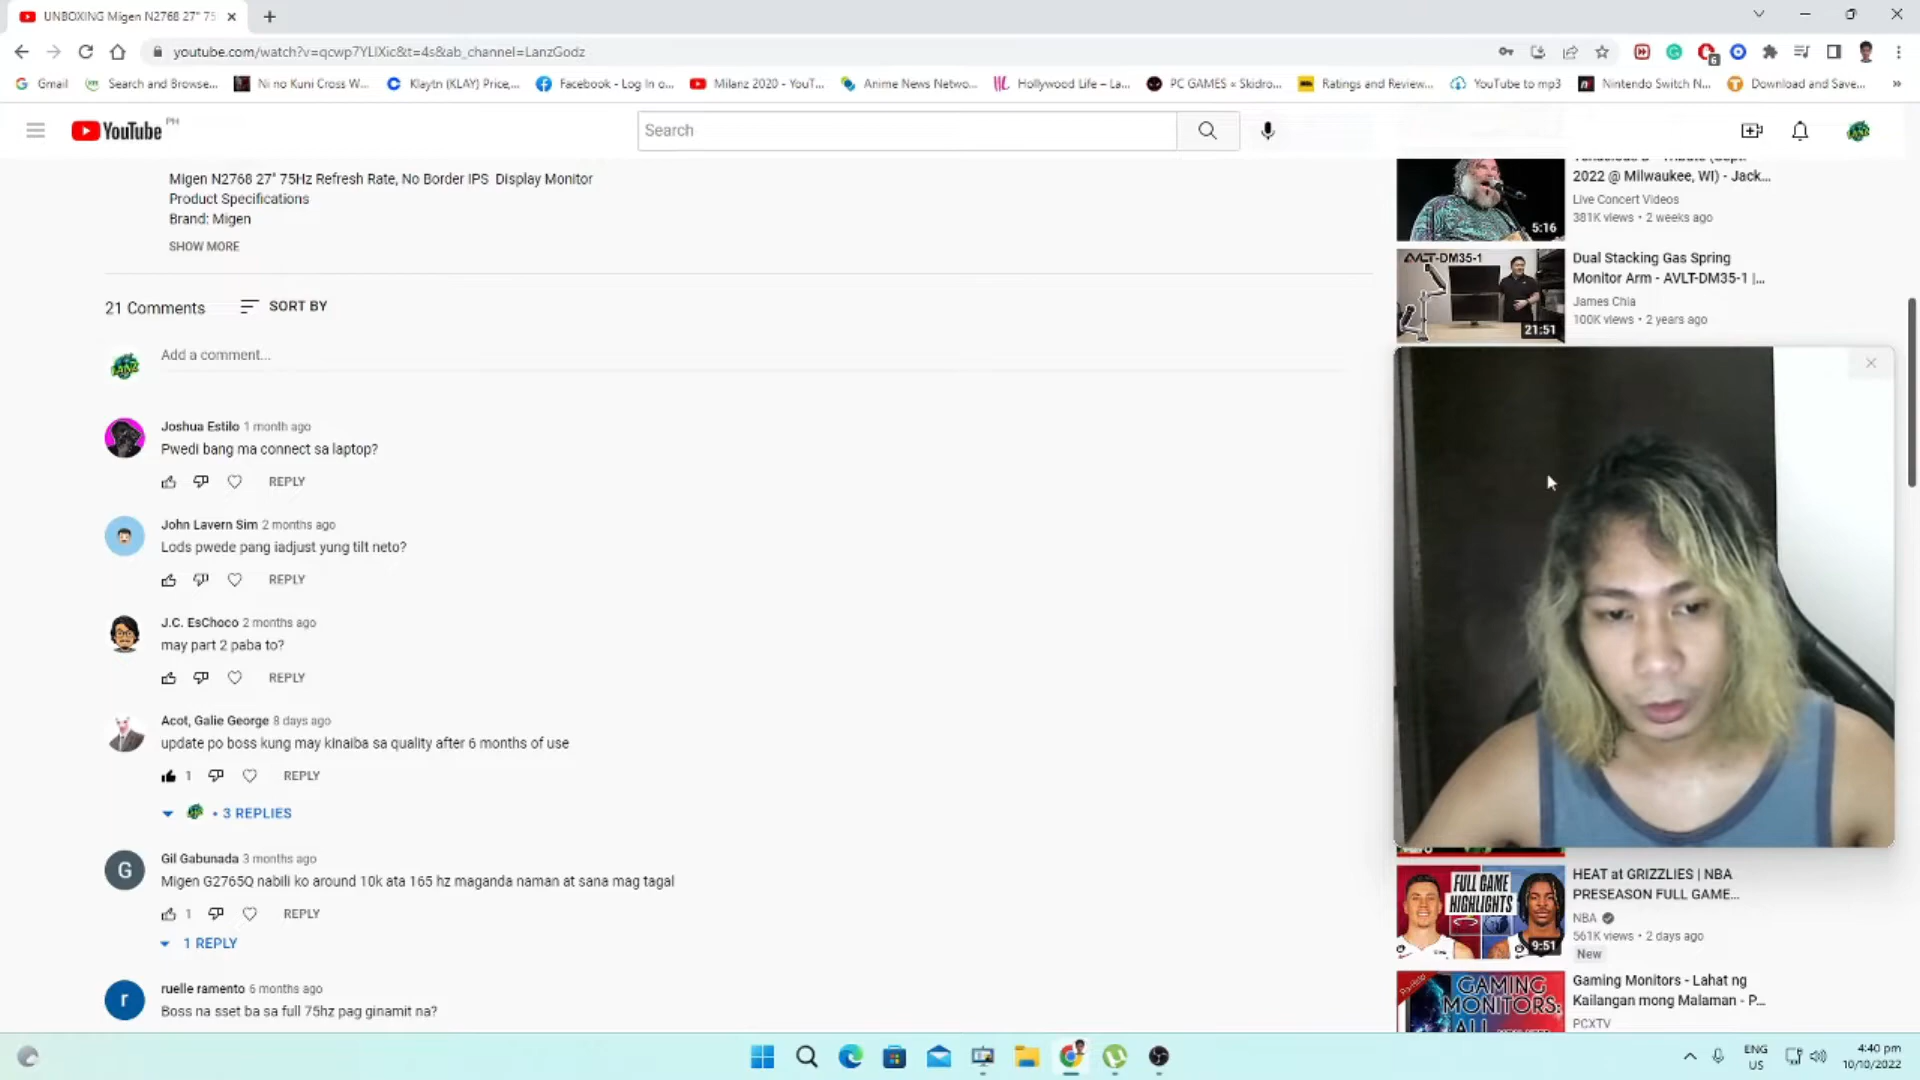 UNBOXING Migen N2768 27" 75
youtube.com/watch?v=qcwp7YLlXic&t=4s&ab_channel=LanzGodz
6
Gmail
Search and Browse...
Ni no Kuni Cross W...
Klaytn (KLAY) Price,...
Facebook - Log In o...
Milanz 2020 - YouT...
Anime News Netwo...
Hollywood Life – La...
PC GAMES « Skidro...
Ratings and Review...
YouTube to mp3
Nintendo Switch N...
Download and Save...
YouTube PH
Search
Migen N2768 27" 75Hz Refresh Rate, No Border IPS Display Monitor
Product Specifications
Brand: Migen
SHOW MORE
21 Comments
SORT BY
Add a comment...
Joshua Estilo 1 month ago
Pwedi bang ma connect sa laptop?
REPLY
John Lavern Sim 2 months ago
Lods pwede pang iadjust yung tilt neto?
REPLY
J.C. EsChoco 2 months ago
may part 2 paba to?
REPLY
Acot, Galie George 8 days ago
update po boss kung may kinaiba sa quality after 6 months of use
1 REPLY
• 3 REPLIES
G
Gil Gabunada 3 months ago
Migen G2765Q nabili ko around 10k ata 165 hz maganda naman at sana mag tagal
1 REPLY
1 REPLY
r
ruelle ramento 6 months ago
Boss na sset ba sa full 75hz pag ginamit na?
2022 @ Milwaukee, WI) - Jack...
Live Concert Videos
381K views • 2 weeks ago
5:16
AVLT-DM35-1
21:51
Dual Stacking Gas Spring
Monitor Arm - AVLT-DM35-1 |...
James Chia
100K views • 2 years ago
FULL GAME
HIGHLIGHTS
9:51
HEAT at GRIZZLIES | NBA
PRESEASON FULL GAME...
NBA
561K views • 2 days ago
New
GAMING
MONITORS:
ALL
Gaming Monitors - Lahat ng
Kailangan mong Malaman - P...
PCXTV
ENG
US
4:40 pm
10/10/2022